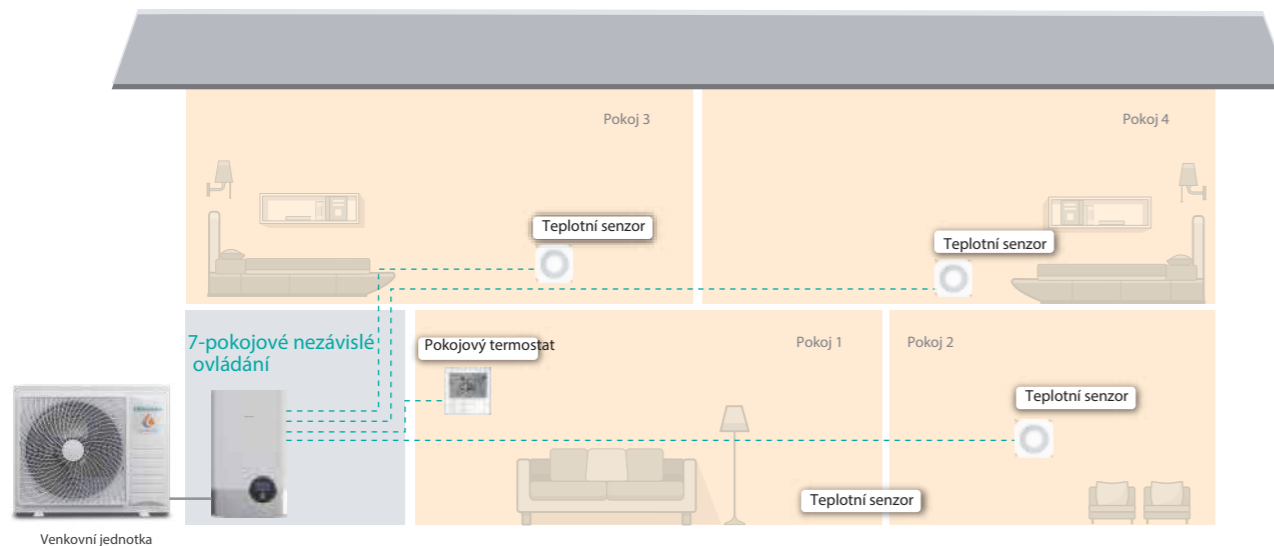 Pokoj 3
Pokoj 4
Teplotní senzor
Teplotní senzor
7-pokojové nezávislé
ovládání
Pokojový termostat
Pokoj 1
Pokoj 2
Teplotní senzor
Teplotní senzor
Venkovní jednotka